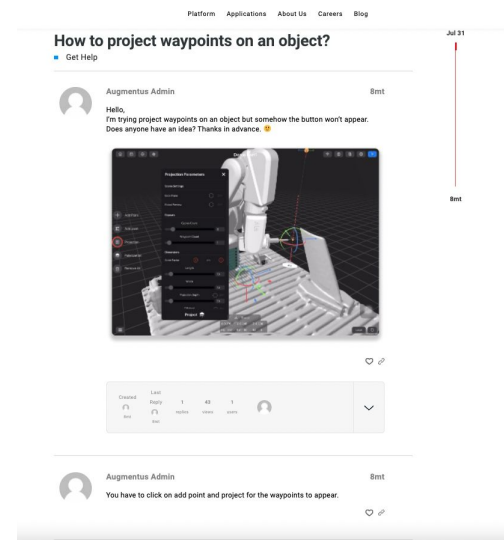 Platform Applications About Us Careers Blog
How to project waypoints on an object?
Get Help
Jul 31
8mt
Augmentus Admin 8mt
Hello,
I'm trying project waypoints on an object but somehow the button won't appear.
Does anyone have an idea? Thanks in advance. 🙂
Projection Parameters
Project
Created
8mt
Last
Reply
8mt
1
replies
43
views
1
posts
Augmentus Admin 8mt
You have to click on add point and project for the waypoints to appear.